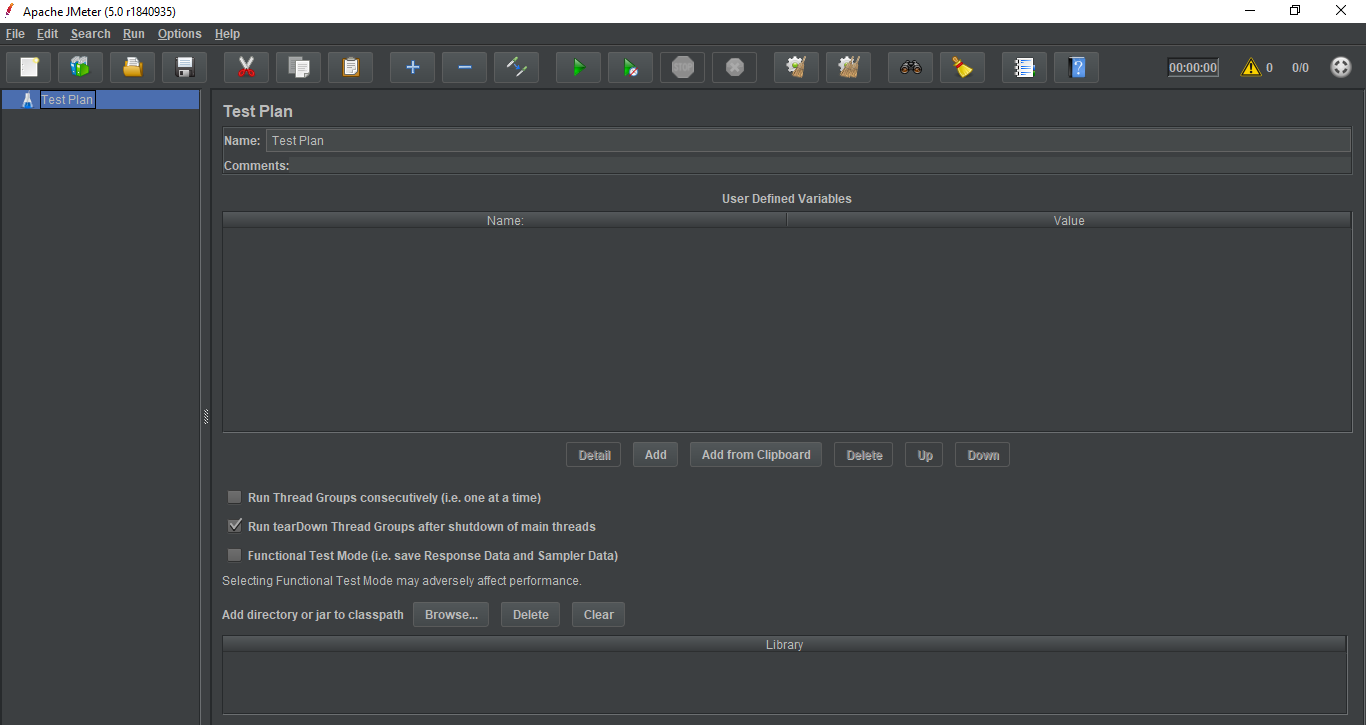 Apache JMeter (5.0 r1840935)
File Edit Search Run Options Help
STOP
00:00:00 0 0/0
Test Plan
Test Plan
Name: Test Plan
Comments:
User Defined Variables
Name: Value
Detail Add Add from Clipboard Delete Up Down
Run Thread Groups consecutively (i.e. one at a time)
Run tearDown Thread Groups after shutdown of main threads
Functional Test Mode (i.e. save Response Data and Sampler Data)
Selecting Functional Test Mode may adversely affect performance.
Add directory or jar to classpath Browse... Delete Clear
Library